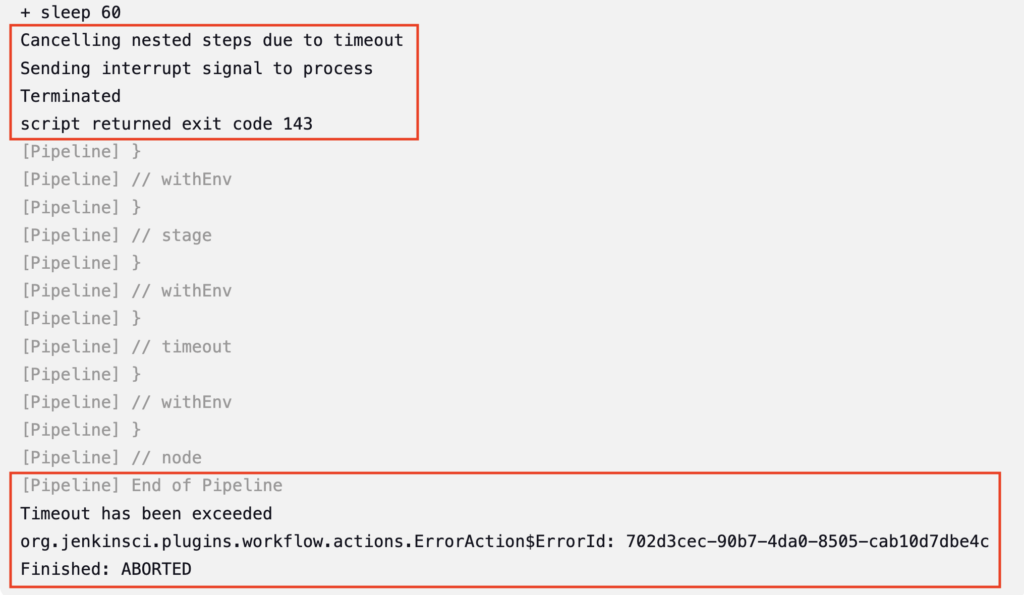 + sleep 60
Cancelling nested steps due to timeout
Sending interrupt signal to process
Terminated
script returned exit code 143
[Pipeline] }
[Pipeline] // withEnv
[Pipeline] }
[Pipeline] // stage
[Pipeline] }
[Pipeline] // withEnv
[Pipeline] }
[Pipeline] // timeout
[Pipeline] }
[Pipeline] // withEnv
[Pipeline] }
[Pipeline] // node
[Pipeline] End of Pipeline
Timeout has been exceeded
org.jenkinsci.plugins.workflow.actions.ErrorAction$ErrorId: 702d3cec-90b7-4da0-8505-cab10d7dbe4c
Finished: ABORTED